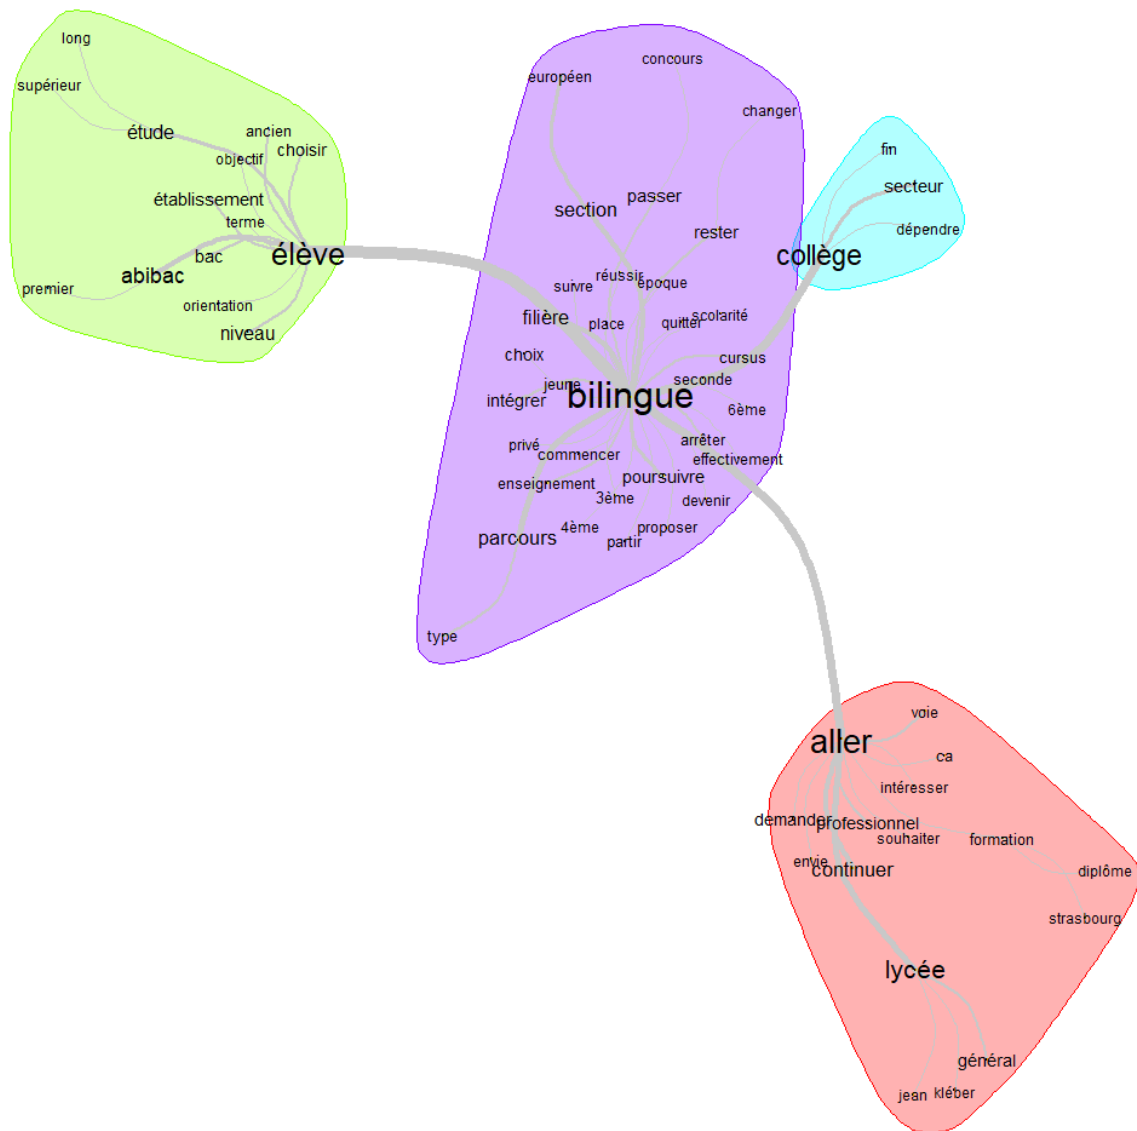 long
supérieur
étude
ancien
choisir
objectif
établissement
terme
élève
bac
abibac
premier
orientation
niveau
européen
concours
changer
passer
section
rester
réussir
époque
suivre
filière
place
quitter
scolarité
choix
cursus
jeune
seconde
intégrer
bilingue
6ème
arrêter
privé
commencer
effectivement
enseignement
poursuivre
3ème
devenir
4ème
proposer
parcours
partir
type
fin
secteur
dépendre
collège
voie
aller
ca
intéresser
demander
professionnel
souhaiter
formation
envie
continuer
diplôme
strasbourg
lycée
général
jean
kléber